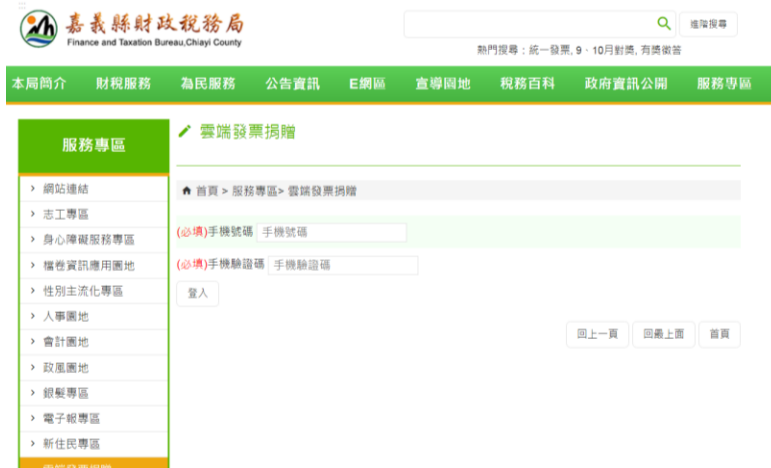 :::
嘉義縣財政稅務局
Finance and Taxation Bureau,Chiayi County
進階搜尋
熱門搜尋：統一發票, 9、10月對獎, 有獎徵答
本局簡介 財稅服務 為民服務 公告資訊 E網區 宣導園地 稅務百科 政府資訊公開 服務專區
服務專區
網站連結
志工專區
身心障礙服務專區
檔卷資訊應用園地
性別主流化專區
人事園地
會計園地
政風園地
銀髮專區
電子報專區
新住民專區
雲端發票捐贈
雲端發票捐贈
首頁 > 服務專區> 雲端發票捐贈
(必填)手機號碼 手機號碼
(必填)手機驗證碼 手機驗證碼
登入
回上一頁 回最上面 首頁